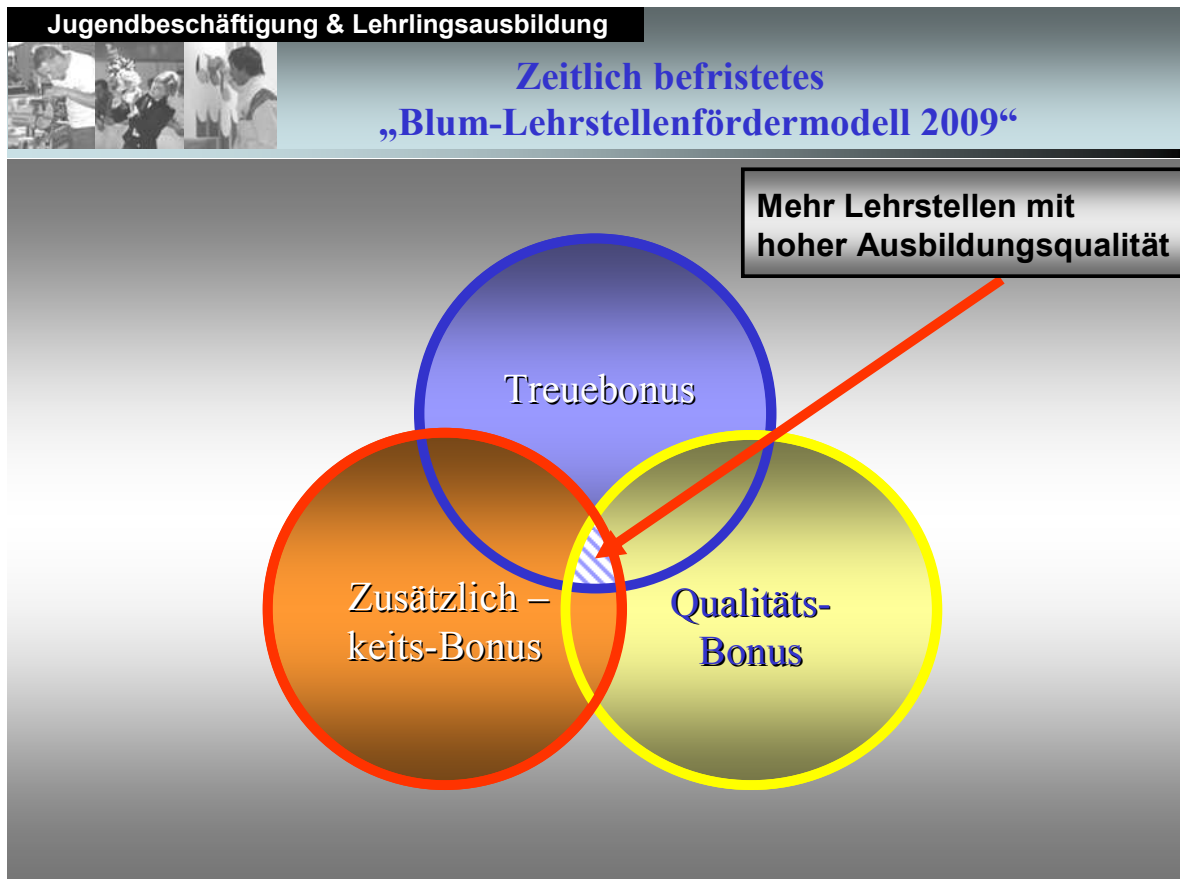 Jugendbeschäftigung & Lehrlingsausbildung
Zeitlich befristetes
„Blum-Lehrstellenfördermodell 2009“
Mehr Lehrstellen mit
hoher Ausbildungsqualität
Treuebonus
Zusätzlich –
keits-Bonus
Qualitäts-
Bonus